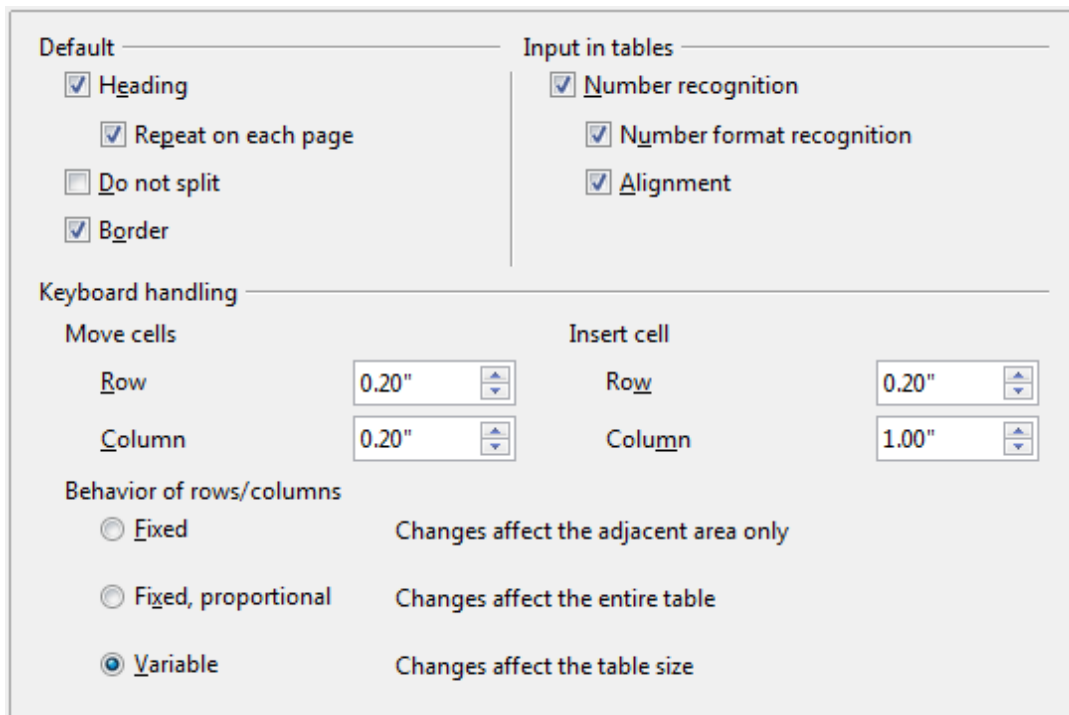 Default
Heading
Repeat on each page
Do not split
Border
Input in tables
Number recognition
Number format recognition
Alignment
Keyboard handling
Move cells
Row 0.20"
Column 0.20"
Insert cell
Row 0.20"
Column 1.00"
Behavior of rows/columns
Fixed Changes affect the adjacent area only
Fixed, proportional Changes affect the entire table
Variable Changes affect the table size